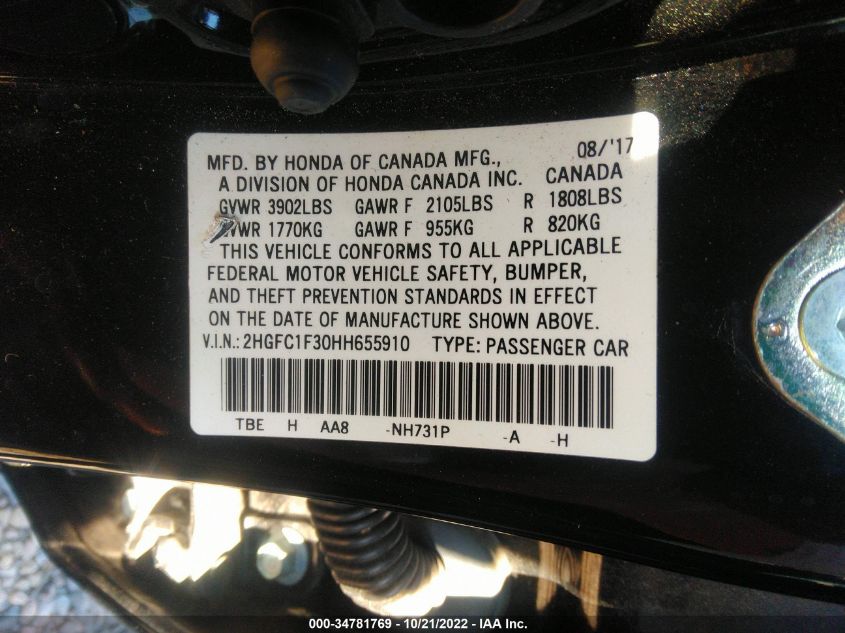 MFD. BY HONDA OF CANADA MFG., 08/'17
A DIVISION OF HONDA CANADA INC. CANADA
GVWR 3902LBS GAWR F 2105LBS R 1808LBS
WR 1770KG GAWR F 955KG R 820KG
THIS VEHICLE CONFORMS TO ALL APPLICABLE
FEDERAL MOTOR VEHICLE SAFETY, BUMPER,
AND THEFT PREVENTION STANDARDS IN EFFECT
ON THE DATE OF MANUFACTURE SHOWN ABOVE.
V.I.N.: 2HGFC1F30HH655910 TYPE: PASSENGER CAR
TBE H AA8 -NH731P -A -H
000-34781769 - 10/21/2022 - IAA Inc.